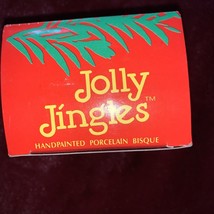 Jolly
Jingles™
HANDPAINTED PORCELAIN BISQUE